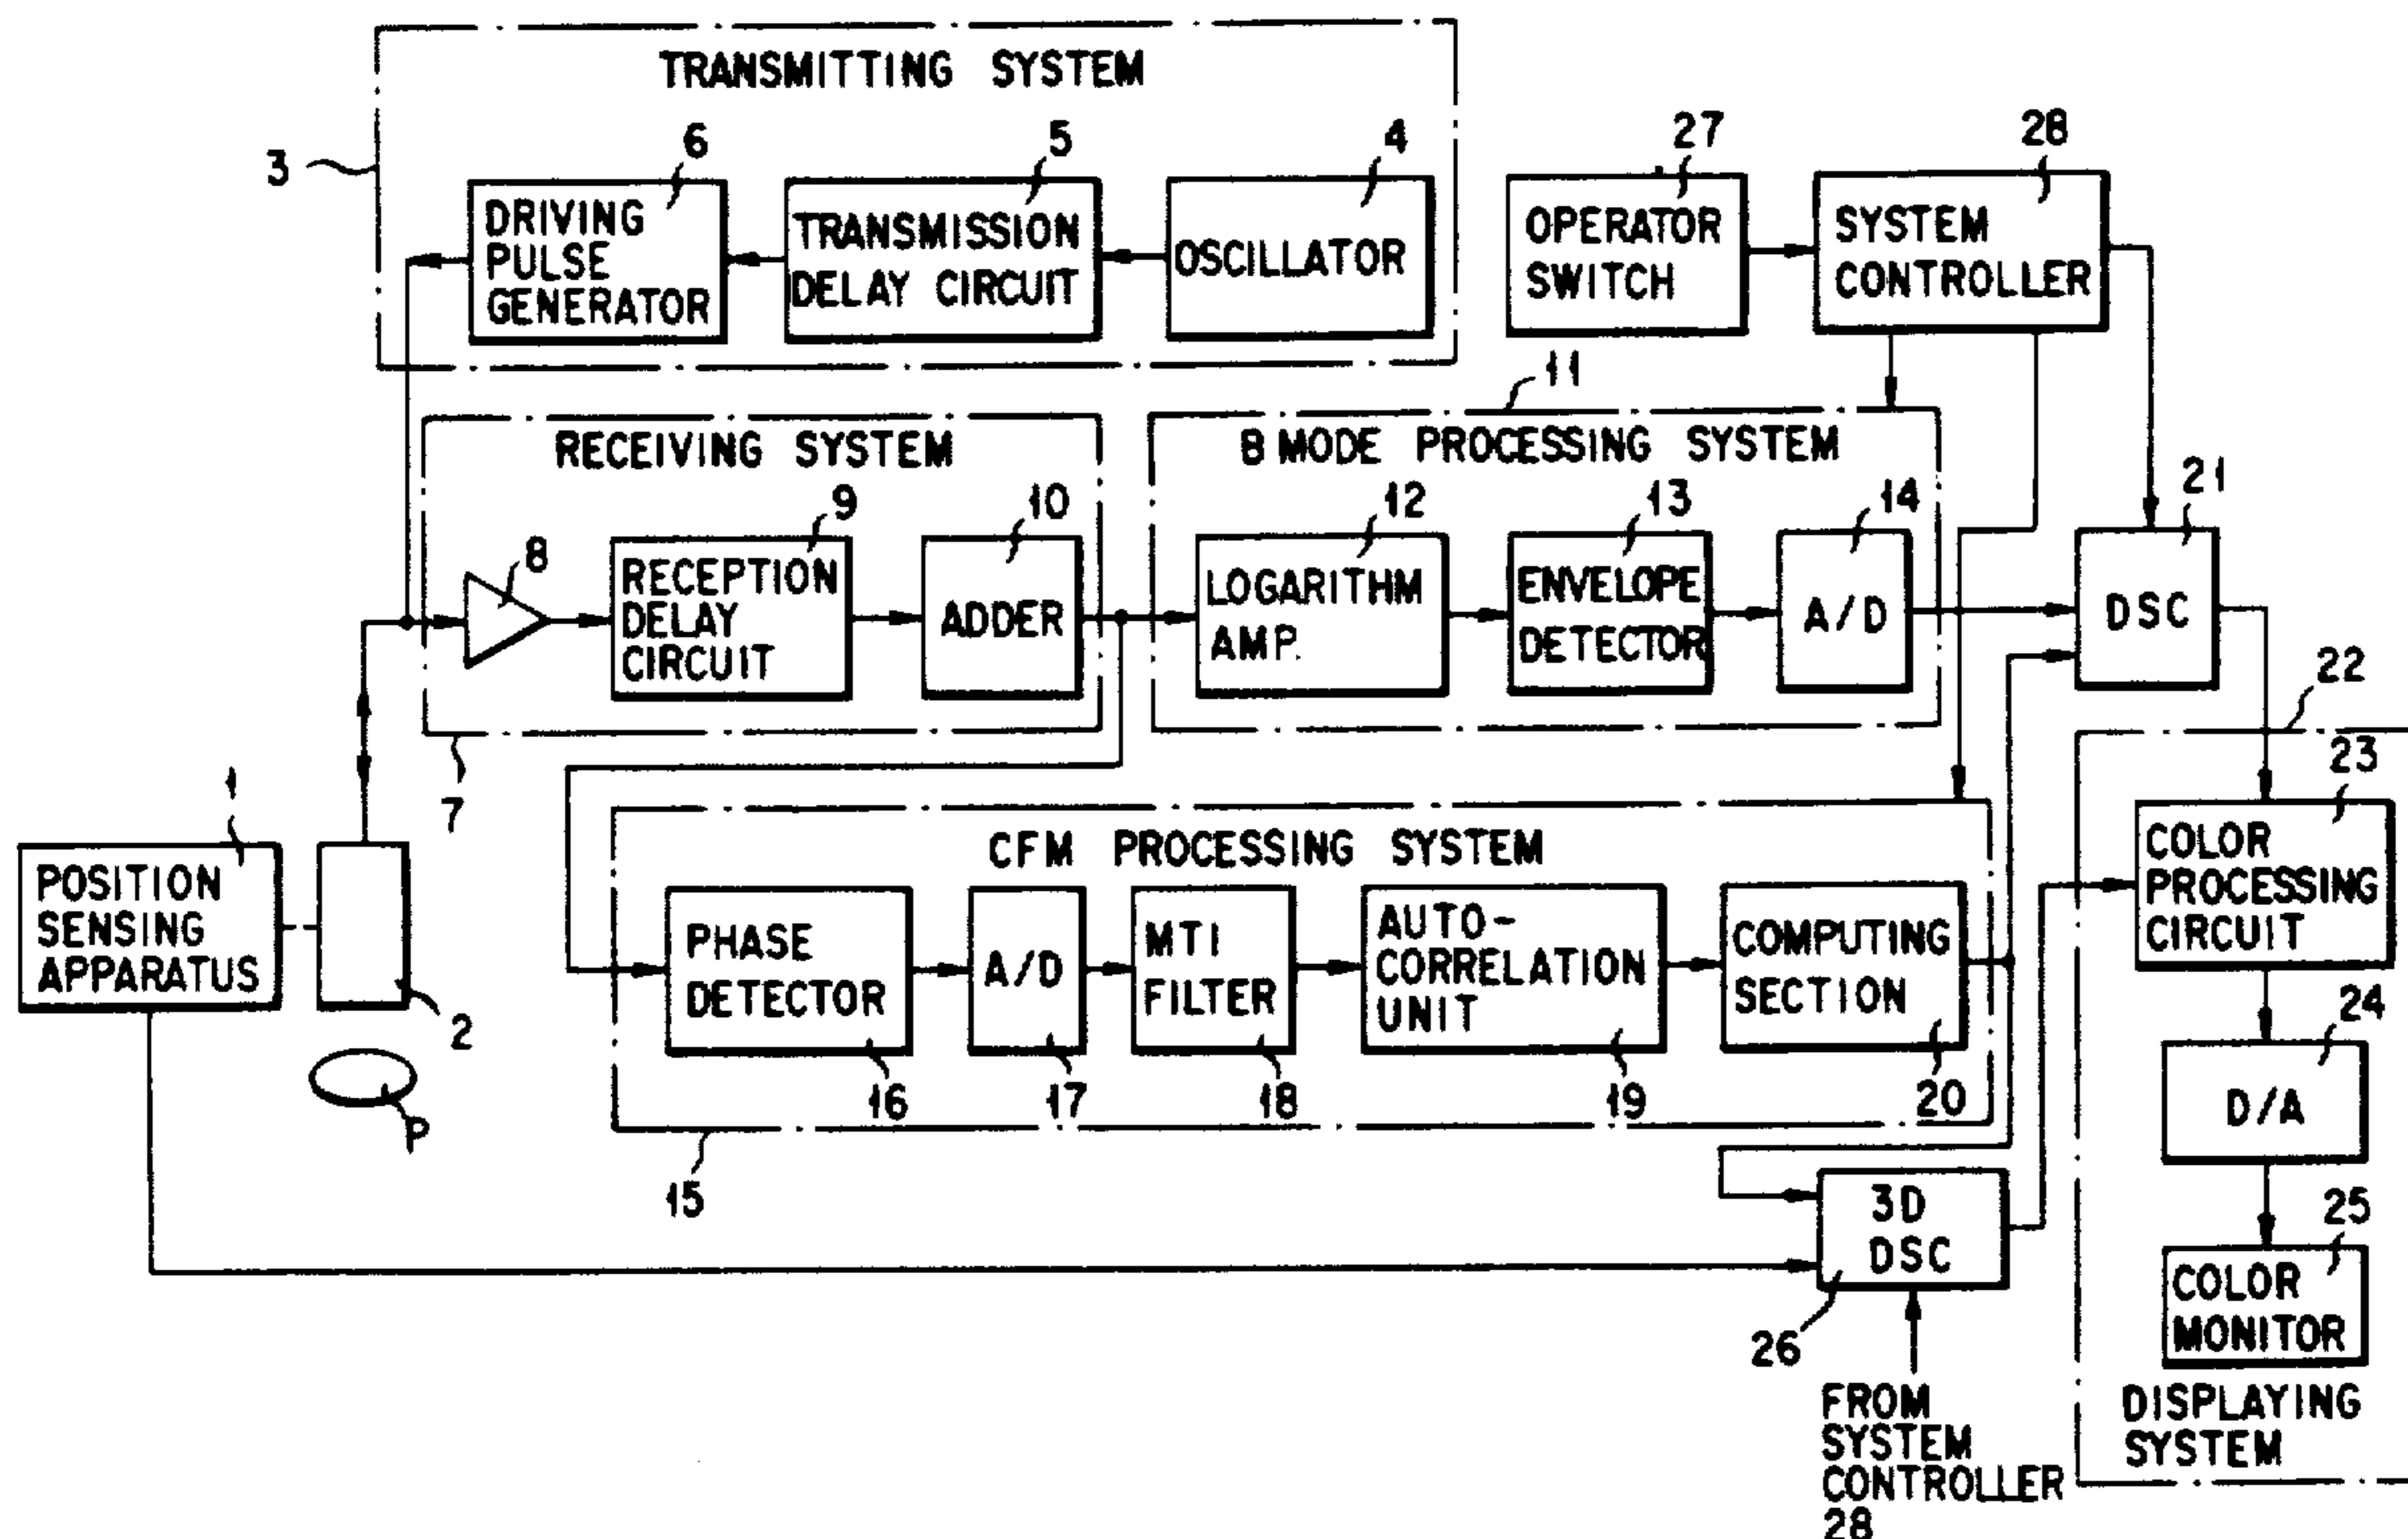 TRANSMITTING SYSTEM
3
6
5
4
27
28
DRIVING
PULSE
GENERATOR
TRANSMISSION
DELAY CIRCUIT
OSCILLATOR
OPERATOR
SWITCH
SYSTEM
CONTROLLER
11
RECEIVING SYSTEM
B MODE PROCESSING SYSTEM
8
9
10
12
13
14
21
RECEPTION
DELAY
CIRCUIT
ADDER
LOGARITHM
AMP.
ENVELOPE
DETECTOR
A/D
DSC
7
22
1
23
POSITION
SENSING
APPARATUS
2
P
CFM PROCESSING SYSTEM
PHASE
DETECTOR
A/D
MTI
FILTER
AUTO-
CORRELATION
UNIT
COMPUTING
SECTION
16
17
18
19
20
15
COLOR
PROCESSING
CIRCUIT
24
D/A
3D
DSC
26
25
COLOR
MONITOR
FROM
SYSTEM
CONTROLLER
28
DISPLAYING
SYSTEM